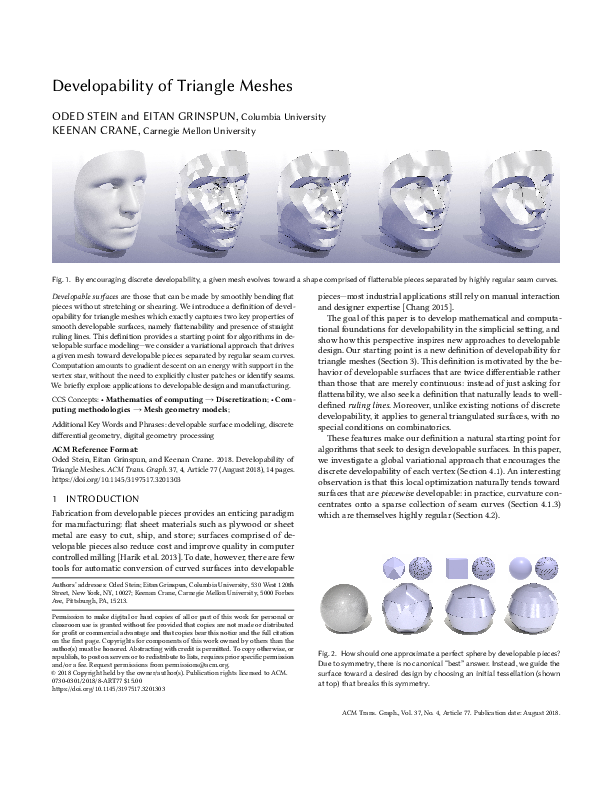 Developability of Triangle Meshes
ODED STEIN and EITAN GRINSPUN, Columbia University
KEENAN CRANE, Carnegie Mellon University
Fig. 1. By encouraging discrete developability, a given mesh evolves toward a shape comprised of flattenable pieces separated by highly regular seam curves.
Developable surfaces are those that can be made by smoothly bending flat
pieces without stretching or shearing. We introduce a definition of devel-
opability for triangle meshes which exactly captures two key properties of
smooth developable surfaces, namely flattenability and presence of straight
ruling lines. This definition provides a starting point for algorithms in de-
velopable surface modeling—we consider a variational approach that drives
a given mesh toward developable pieces separated by regular seam curves.
Computation amounts to gradient descent on an energy with support in the
vertex star, without the need to explicitly cluster patches or identify seams.
We briefly explore applications to developable design and manufacturing.
CCS Concepts: • Mathematics of computing → Discretization; • Com-
puting methodologies → Mesh geometry models;
Additional Key Words and Phrases: developable surface modeling, discrete
differential geometry, digital geometry processing
ACM Reference Format:
Oded Stein, Eitan Grinspun, and Keenan Crane. 2018. Developability of
Triangle Meshes. ACM Trans. Graph. 37, 4, Article 77 (August 2018), 14 pages.
https://doi.org/10.1145/3197517.3201303
1 INTRODUCTION
Fabrication from developable pieces provides an enticing paradigm
for manufacturing: flat sheet materials such as plywood or sheet
metal are easy to cut, ship, and store; surfaces comprised of de-
velopable pieces also reduce cost and improve quality in computer
controlled milling [Harik et al. 2013]. To date, however, there are few
tools for automatic conversion of curved surfaces into developable
Authors' addresses: Oded Stein; Eitan Grinspun, Columbia University, 530 West 120th
Street, New York, NY, 10027; Keenan Crane, Carnegie Mellon University, 5000 Forbes
Ave, Pittsburgh, PA, 15213.
Permission to make digital or hard copies of all or part of this work for personal or
classroom use is granted without fee provided that copies are not made or distributed
for profit or commercial advantage and that copies bear this notice and the full citation
on the first page. Copyrights for components of this work owned by others than the
author(s) must be honored. Abstracting with credit is permitted. To copy otherwise, or
republish, to post on servers or to redistribute to lists, requires prior specific permission
and/or a fee. Request permissions from permissions@acm.org.
© 2018 Copyright held by the owner/author(s). Publication rights licensed to ACM.
0730-0301/2018/8-ART77 $15.00
https://doi.org/10.1145/3197517.3201303
pieces—most industrial applications still rely on manual interaction
and designer expertise [Chang 2015].
The goal of this paper is to develop mathematical and computa-
tional foundations for developability in the simplicial setting, and
show how this perspective inspires new approaches to developable
design. Our starting point is a new definition of developability for
triangle meshes (Section 3). This definition is motivated by the be-
havior of developable surfaces that are twice differentiable rather
than those that are merely continuous: instead of just asking for
flattenability, we also seek a definition that naturally leads to well-
defined ruling lines. Moreover, unlike existing notions of discrete
developability, it applies to general triangulated surfaces, with no
special conditions on combinatorics.
These features make our definition a natural starting point for
algorithms that seek to design developable surfaces. In this paper,
we investigate a global variational approach that encourages the
discrete developability of each vertex (Section 4.1). An interesting
observation is that this local optimization naturally tends toward
surfaces that are piecewise developable: in practice, curvature con-
centrates onto a sparse collection of seam curves (Section 4.1.3)
which are themselves highly regular (Section 4.2).
Fig. 2. How should one approximate a perfect sphere by developable pieces?
Due to symmetry, there is no canonical "best" answer. Instead, we guide the
surface toward a desired design by choosing an initial tessellation (shown
at top) that breaks this symmetry.
ACM Trans. Graph., Vol. 37, No. 4, Article 77. Publication date: August 2018.